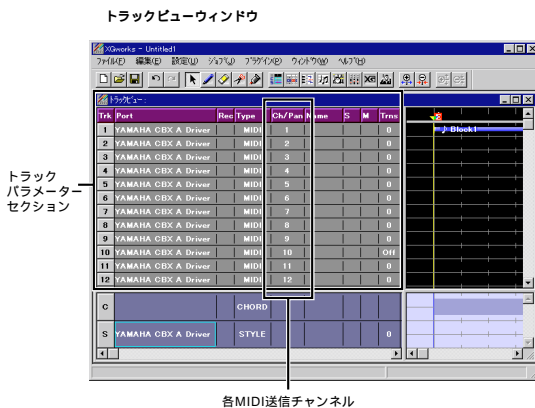 トラックビューウィンドウ
XGworks - Untitled1
ファイル(F) 編集(E) 設定(U) ジョブ(J) プラグイン(P) ウィンドウ(W) ヘルプ(H)
トラックビュー :
Trk Port Rec Type Ch/Pan Name S M Trns
1 YAMAHA CBX A Driver MIDI 1 0
Block1
2 YAMAHA CBX A Driver MIDI 2 0
3 YAMAHA CBX A Driver MIDI 3 0
4 YAMAHA CBX A Driver MIDI 4 0
5 YAMAHA CBX A Driver MIDI 5 0
6 YAMAHA CBX A Driver MIDI 6 0
7 YAMAHA CBX A Driver MIDI 7 0
8 YAMAHA CBX A Driver MIDI 8 0
9 YAMAHA CBX A Driver MIDI 9 0
10 YAMAHA CBX A Driver MIDI 10 Off
11 YAMAHA CBX A Driver MIDI 11 0
12 YAMAHA CBX A Driver MIDI 12 0
C CHORD
S YAMAHA CBX A Driver STYLE 0
トラック
パラメーター
セクション
各MIDI送信チャンネル